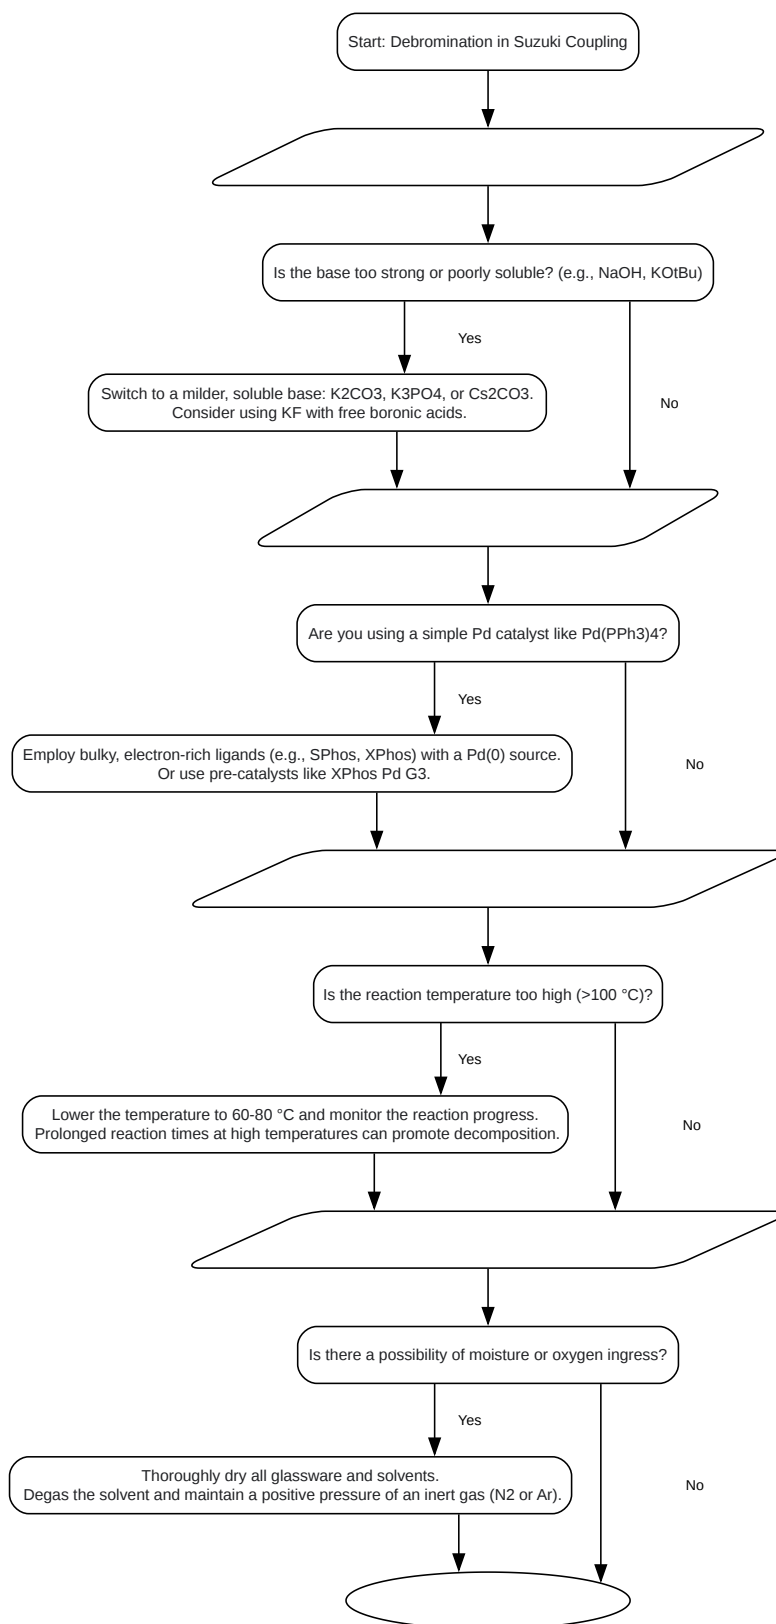 Start: Debromination in Suzuki Coupling
Is the base too strong or poorly soluble? (e.g., NaOH, KOtBu)
Yes
Switch to a milder, soluble base: K2CO3, K3PO4, or Cs2CO3.
Consider using KF with free boronic acids.
No
Are you using a simple Pd catalyst like Pd(PPh3)4?
Yes
Employ bulky, electron-rich ligands (e.g., SPhos, XPhos) with a Pd(0) source.
Or use pre-catalysts like XPhos Pd G3.
No
Is the reaction temperature too high (>100 °C)?
Yes
Lower the temperature to 60-80 °C and monitor the reaction progress.
Prolonged reaction times at high temperatures can promote decomposition.
No
Is there a possibility of moisture or oxygen ingress?
Yes
Thoroughly dry all glassware and solvents.
Degas the solvent and maintain a positive pressure of an inert gas (N2 or Ar).
No